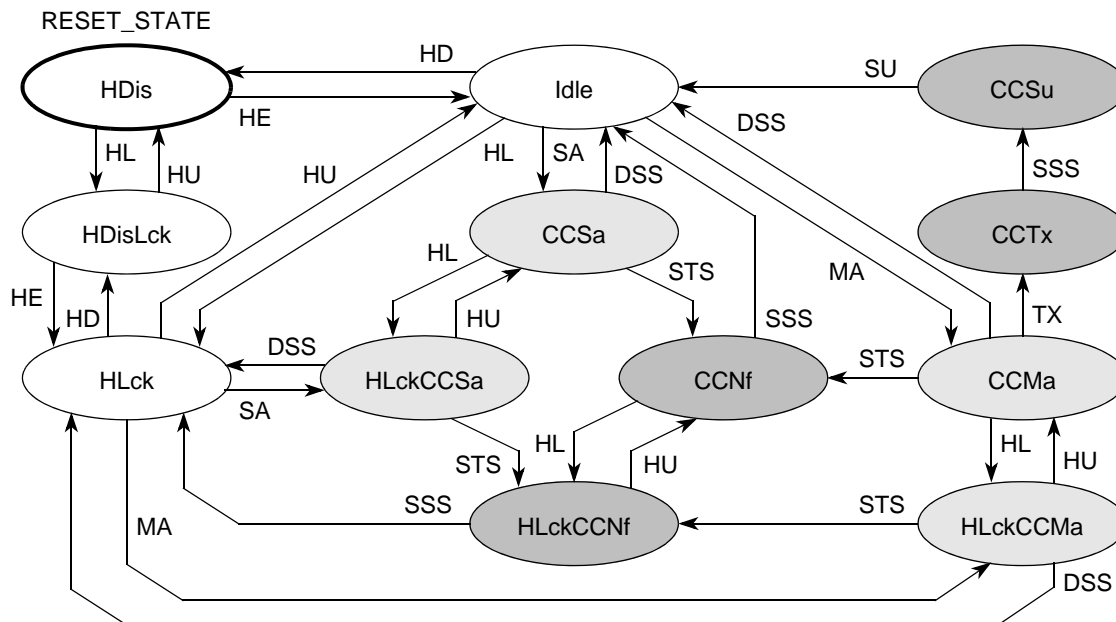 RESET_STATE
HDis
HD
HE
Idle
SU
CCSu
HL
HU
HU
HL
SA
DSS
DSS
SSS
HDisLck
CCSa
CCTx
HE
HD
HL
HU
STS
SSS
MA
TX
HLck
DSS
SA
HLckCCSa
CCNf
STS
CCMa
STS
HL
HU
HL
HU
MA
SSS
HLckCCNf
STS
HLckCCMa
DSS